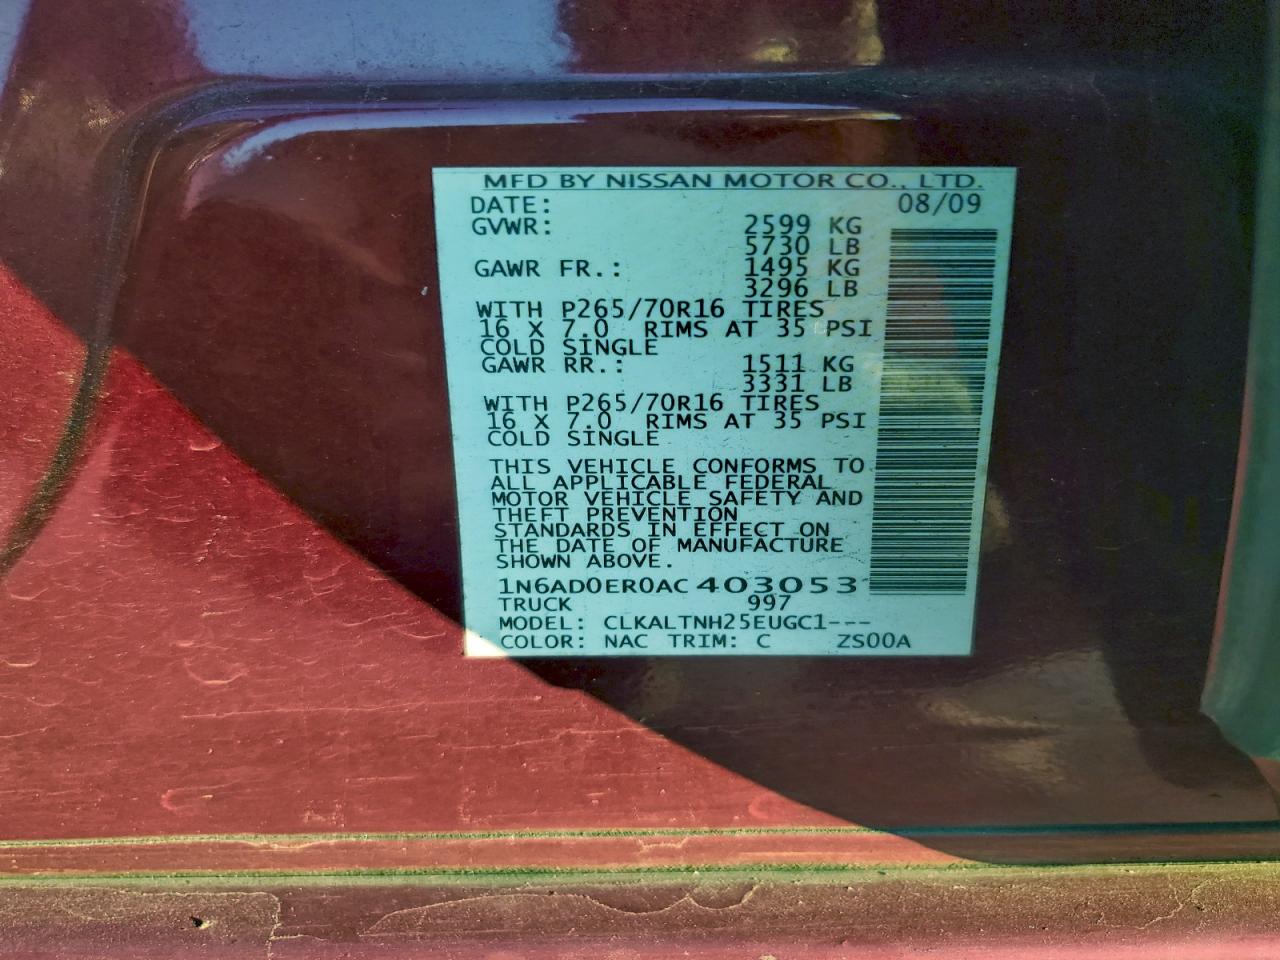 MFD BY NISSAN MOTOR CO., LTD.
DATE: 08/09
GVWR: 2599 KG
5730 LB
GAWR FR.: 1495 KG
3296 LB
WITH P265/70R16 TIRES
16 X 7.0 RIMS AT 35 PSI
COLD SINGLE
GAWR RR.: 1511 KG
3331 LB
WITH P265/70R16 TIRES
16 X 7.0 RIMS AT 35 PSI
COLD SINGLE
THIS VEHICLE CONFORMS TO
ALL APPLICABLE FEDERAL
MOTOR VEHICLE SAFETY AND
THEFT PREVENTION
STANDARDS IN EFFECT ON
THE DATE OF MANUFACTURE
SHOWN ABOVE.
1N6AD0ER0AC403053
TRUCK 997
MODEL: CLKALTNH25EUGC1---
COLOR: NAC TRIM: C ZS00A